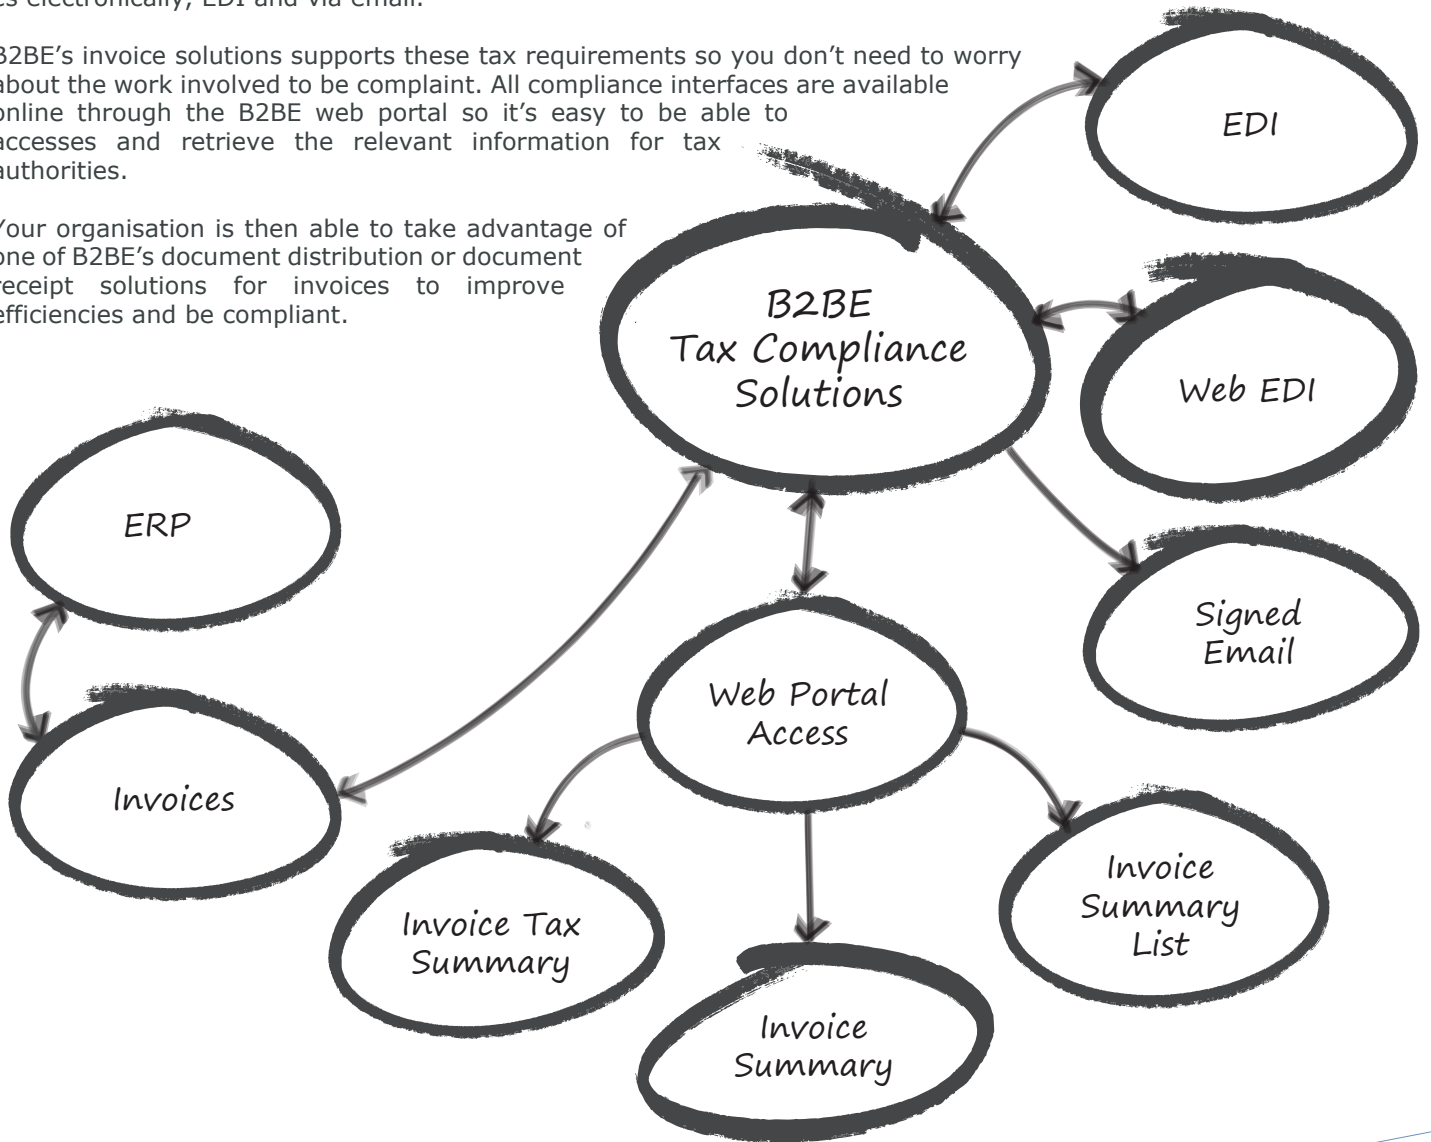 es electronically, EDI and via email.
B2BE’s invoice solutions supports these tax requirements so you don’t need to worry
about the work involved to be complaint. All compliance interfaces are available
online through the B2BE web portal so it’s easy to be able to
accesses and retrieve the relevant information for tax
authorities.
Your organisation is then able to take advantage of
one of B2BE’s document distribution or document
receipt solutions for invoices to improve
efficiencies and be compliant.
EDI
B2BE
Tax Compliance
Solutions
Web EDI
ERP
Signed
Email
Web Portal
Access
Invoices
Invoice Tax
Summary
Invoice
Summary
List
Invoice
Summary